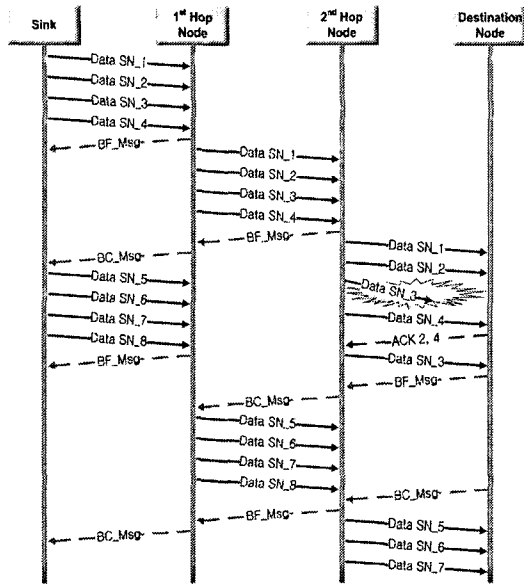 Sink
1st Hop
Node
2nd Hop
Node
Destination
Node
Data SN_1
Data SN_2
Data SN_3
Data SN_4
BF_Msg
Data SN_1
Data SN_2
Data SN_3
Data SN_4
BF_Msg
BC_Msg
Data SN_1
Data SN_2
Data SN_5
Data SN_3
Data SN_6
Data SN_7
Data SN_4
Data SN_8
ACK 2, 4
BF_Msg
Data SN_3
BF_Msg
BC_Msg
Data SN_5
Data SN_6
Data SN_7
Data SN_8
BC_Msg
BF_Msg
Data SN_5
BC_Msg
Data SN_6
Data SN_7